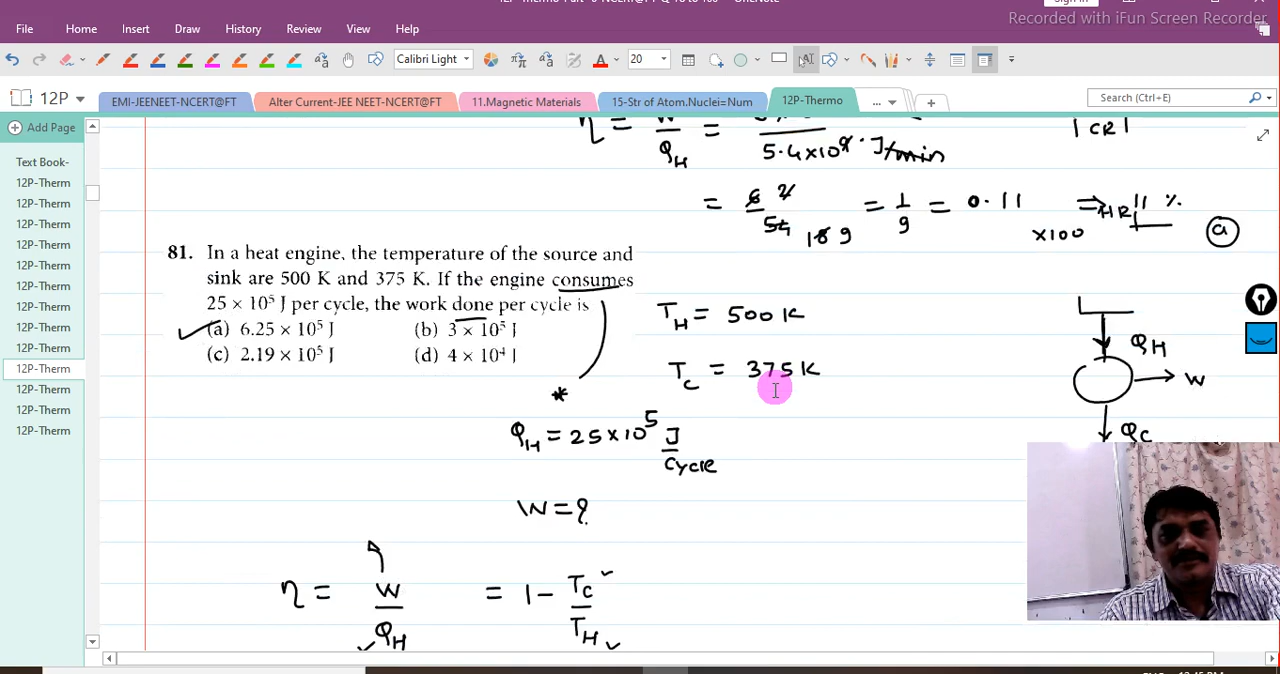 Recorded with iFun Screen Recorder
File Home Insert Draw History Review View Help
Calibri Light 20
12P EMI-JEENEET-NCERT@FT Alter Current-JEE NEET-NCERT@FT 11.Magnetic Materials 15-Str of Atom.Nuclei=Num 12P-Thermo ... Search (Ctrl+E)
Add Page
Text Book-
12P-Therm
12P-Therm
12P-Therm
12P-Therm
12P-Therm
12P-Therm
12P-Therm
12P-Therm
12P-Therm
12P-Therm
12P-Therm
12P-Therm
12P-Therm
η = W/Q_H =
5.4×10 J/min
= 6/54 18 9 = 1/9 = 0.11 ×100 ⇒ 11 %
(a)
81. In a heat engine, the temperature of the source and
sink are 500 K and 375 K. If the engine consumes
25 × 10⁵ J per cycle, the work done per cycle is
(a) 6.25 × 10⁵ J (b) 3 × 10⁵ J
(c) 2.19 × 10⁵ J (d) 4 × 10⁴ J
T_H = 500 K
T_C = 375 K
*
Q_H = 25×10⁵ J/cycle
W = ?
η = W/Q_H = 1 - T_C/T_H
Q_H
W
Q_C